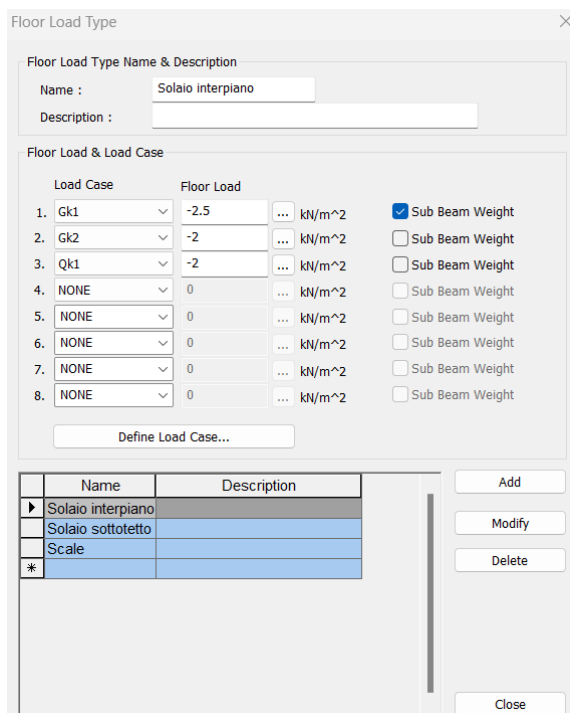 Floor Load Type
Floor Load Type Name & Description
Name : Solaio interpiano
Description :
Floor Load & Load Case
Load Case Floor Load
1. Gk1 -2.5 ... kN/m^2 Sub Beam Weight
2. Gk2 -2 ... kN/m^2 Sub Beam Weight
3. Qk1 -2 ... kN/m^2 Sub Beam Weight
4. NONE 0 ... kN/m^2 Sub Beam Weight
5. NONE 0 ... kN/m^2 Sub Beam Weight
6. NONE 0 ... kN/m^2 Sub Beam Weight
7. NONE 0 ... kN/m^2 Sub Beam Weight
8. NONE 0 ... kN/m^2 Sub Beam Weight
Define Load Case...
Name Description
Solaio interpiano
Solaio sottotetto
Scale
*
Add
Modify
Delete
Close